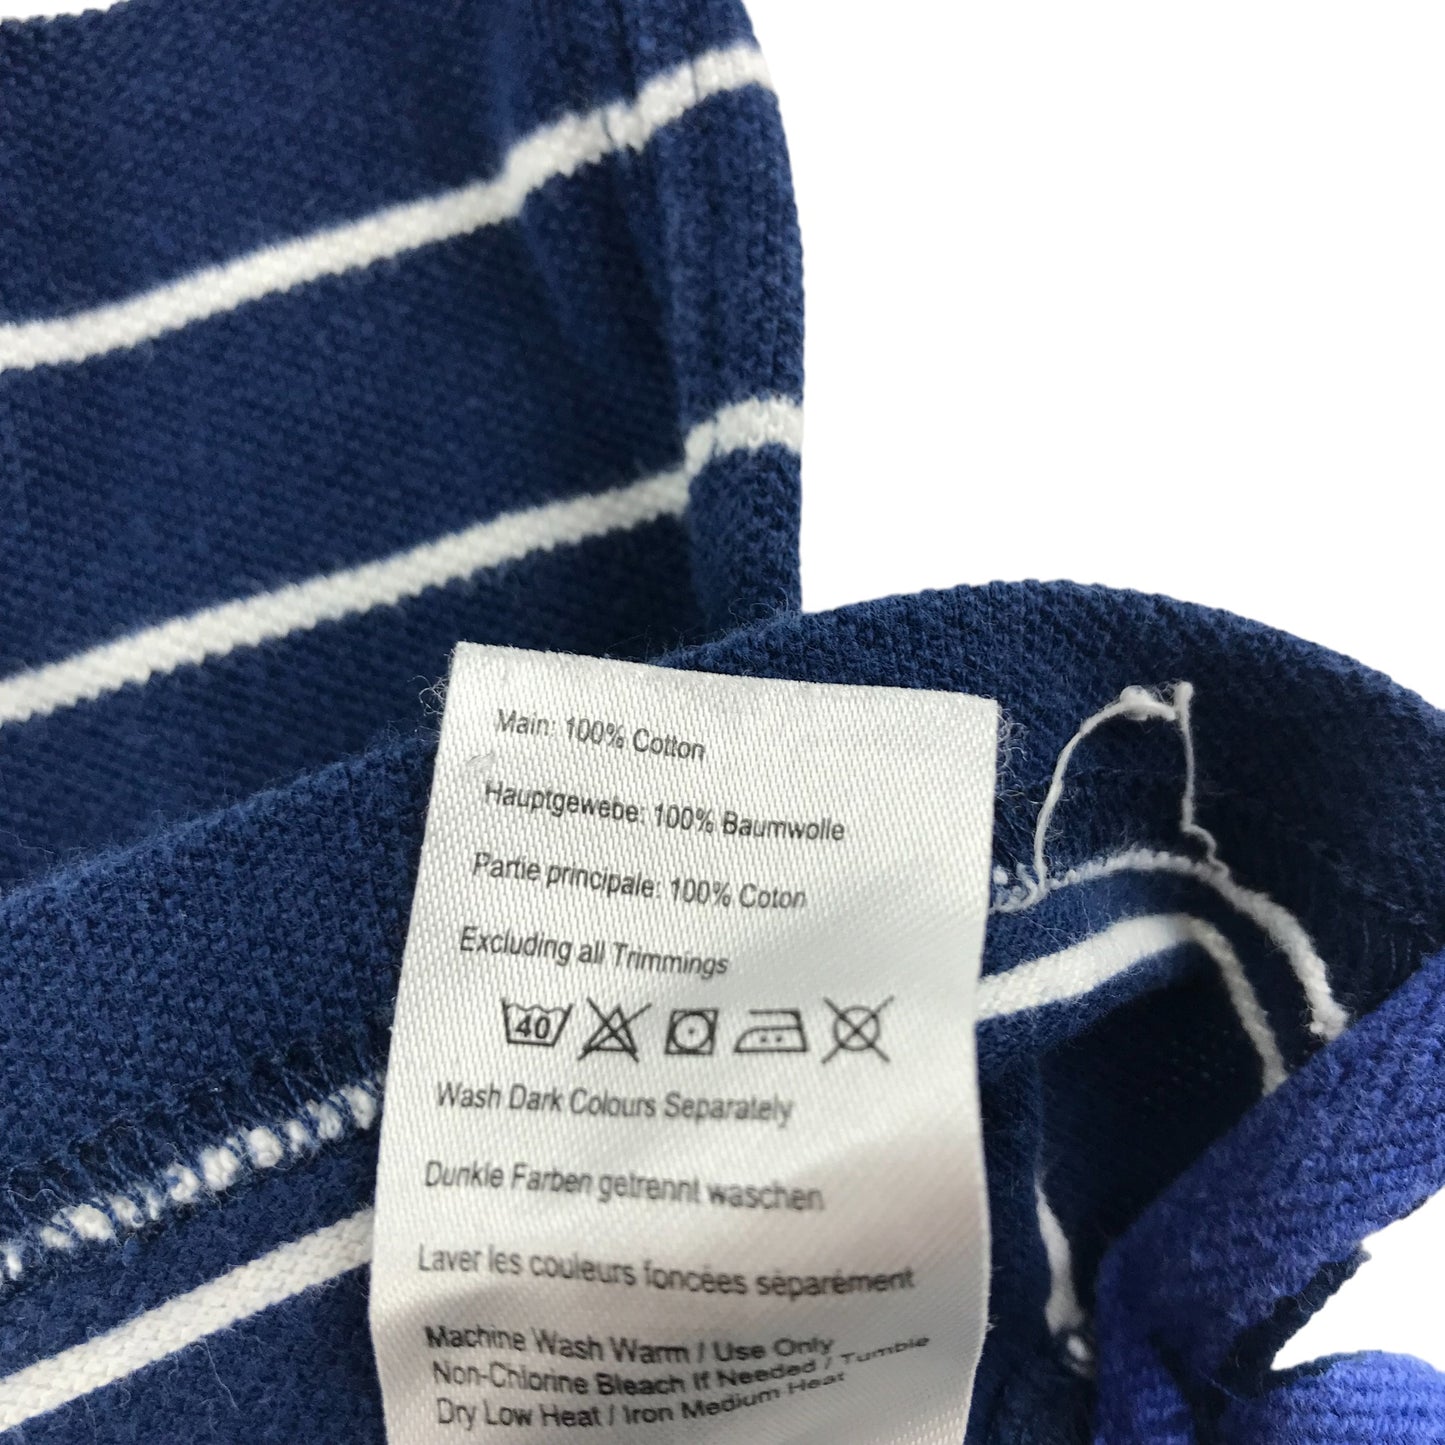 Main: 100% Cotton
Hauptgewebe: 100% Baumwolle
Partie principale: 100% Coton
Excluding all Trimmings
40
Wash Dark Colours Separately
Dunkle Farben getrennt waschen
Laver les couleurs foncées séparément
Machine Wash Warm / Use Only
Non-Chlorine Bleach If Needed / Tumble
Dry Low Heat / Iron Medium Heat